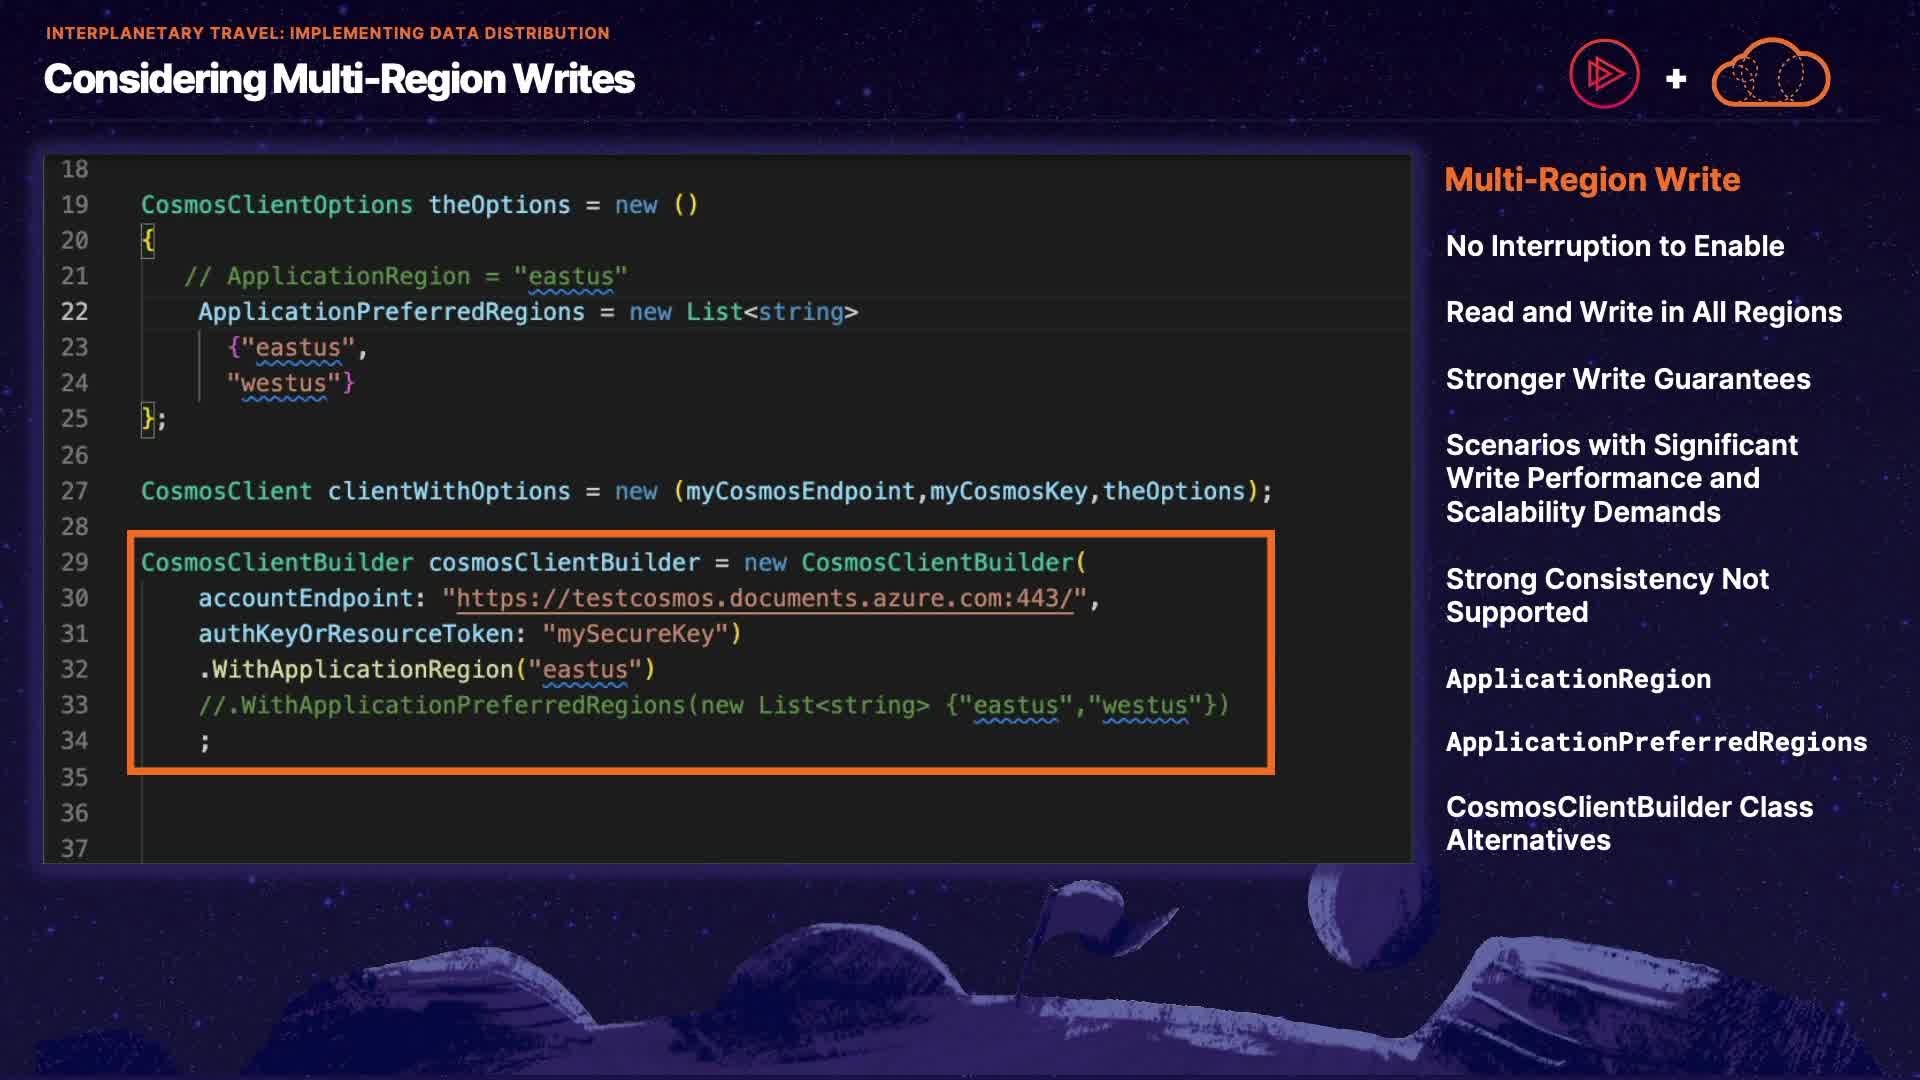 INTERPLANETARY TRAVEL: IMPLEMENTING DATA DISTRIBUTION
Considering Multi-Region Writes
+
18
19 CosmosClientOptions theOptions = new ()
20 {
21 // ApplicationRegion = "eastus"
22 ApplicationPreferredRegions = new List<string>
23 {"eastus",
24 "westus"}
25 };
26
27 CosmosClient clientWithOptions = new (myCosmosEndpoint,myCosmosKey,theOptions);
28
29 CosmosClientBuilder cosmosClientBuilder = new CosmosClientBuilder(
30 accountEndpoint: "https://testcosmos.documents.azure.com:443/",
31 authKeyOrResourceToken: "mySecureKey")
32 .WithApplicationRegion("eastus")
33 //.WithApplicationPreferredRegions(new List<string> {"eastus","westus"})
34 ;
35
36
37
Multi-Region Write
No Interruption to Enable
Read and Write in All Regions
Stronger Write Guarantees
Scenarios with Significant
Write Performance and
Scalability Demands
Strong Consistency Not
Supported
ApplicationRegion
ApplicationPreferredRegions
CosmosClientBuilder Class
Alternatives